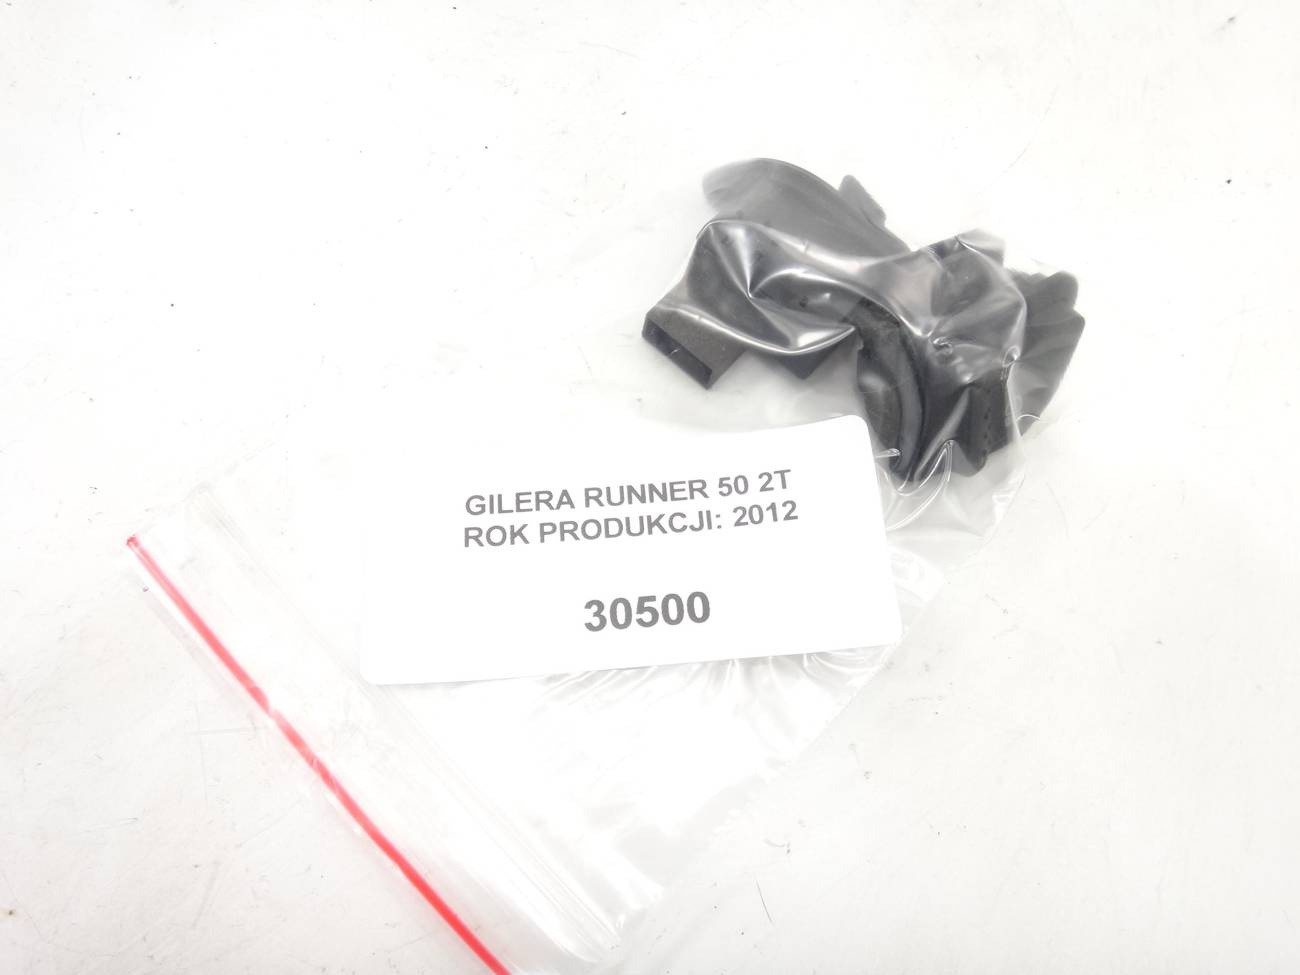 GILERA RUNNER 50 2T
ROK PRODUKCJI: 2012
30500